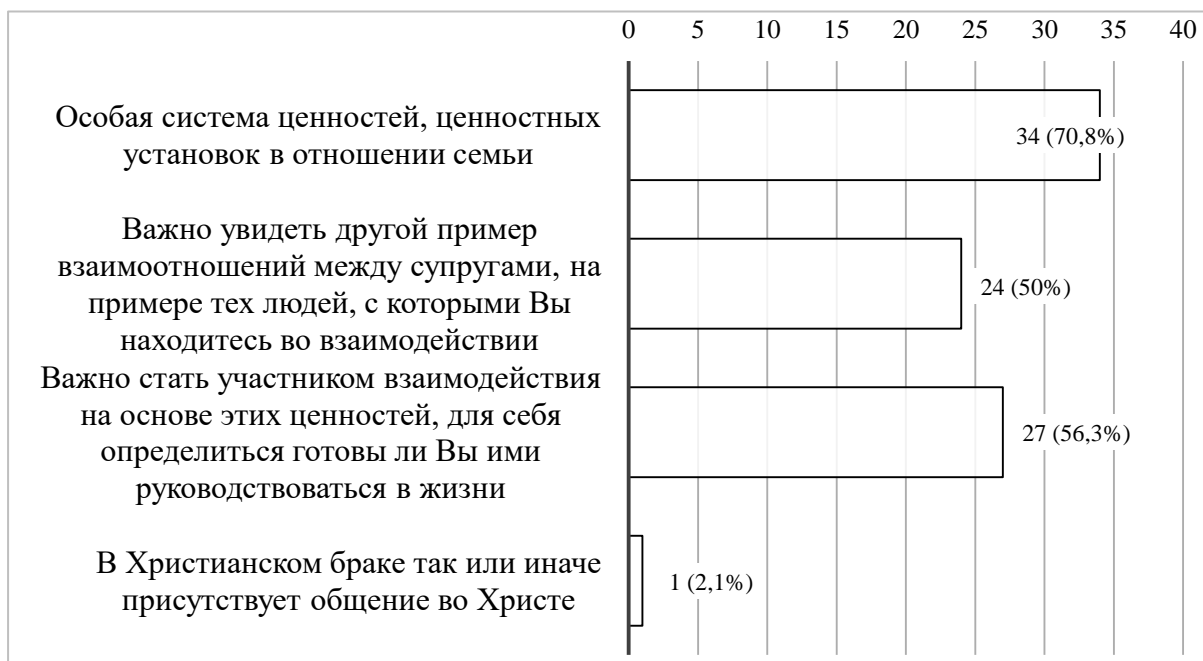 0 5 10 15 20 25 30 35 40
Особая система ценностей, ценностных
установок в отношении семьи
34 (70,8%)
Важно увидеть другой пример
взаимоотношений между супругами, на
примере тех людей, с которыми Вы
находитесь во взаимодействии
24 (50%)
Важно стать участником взаимодействия
на основе этих ценностей, для себя
определиться готовы ли Вы ими
руководствоваться в жизни
27 (56,3%)
В Христианском браке так или иначе
присутствует общение во Христе
1 (2,1%)